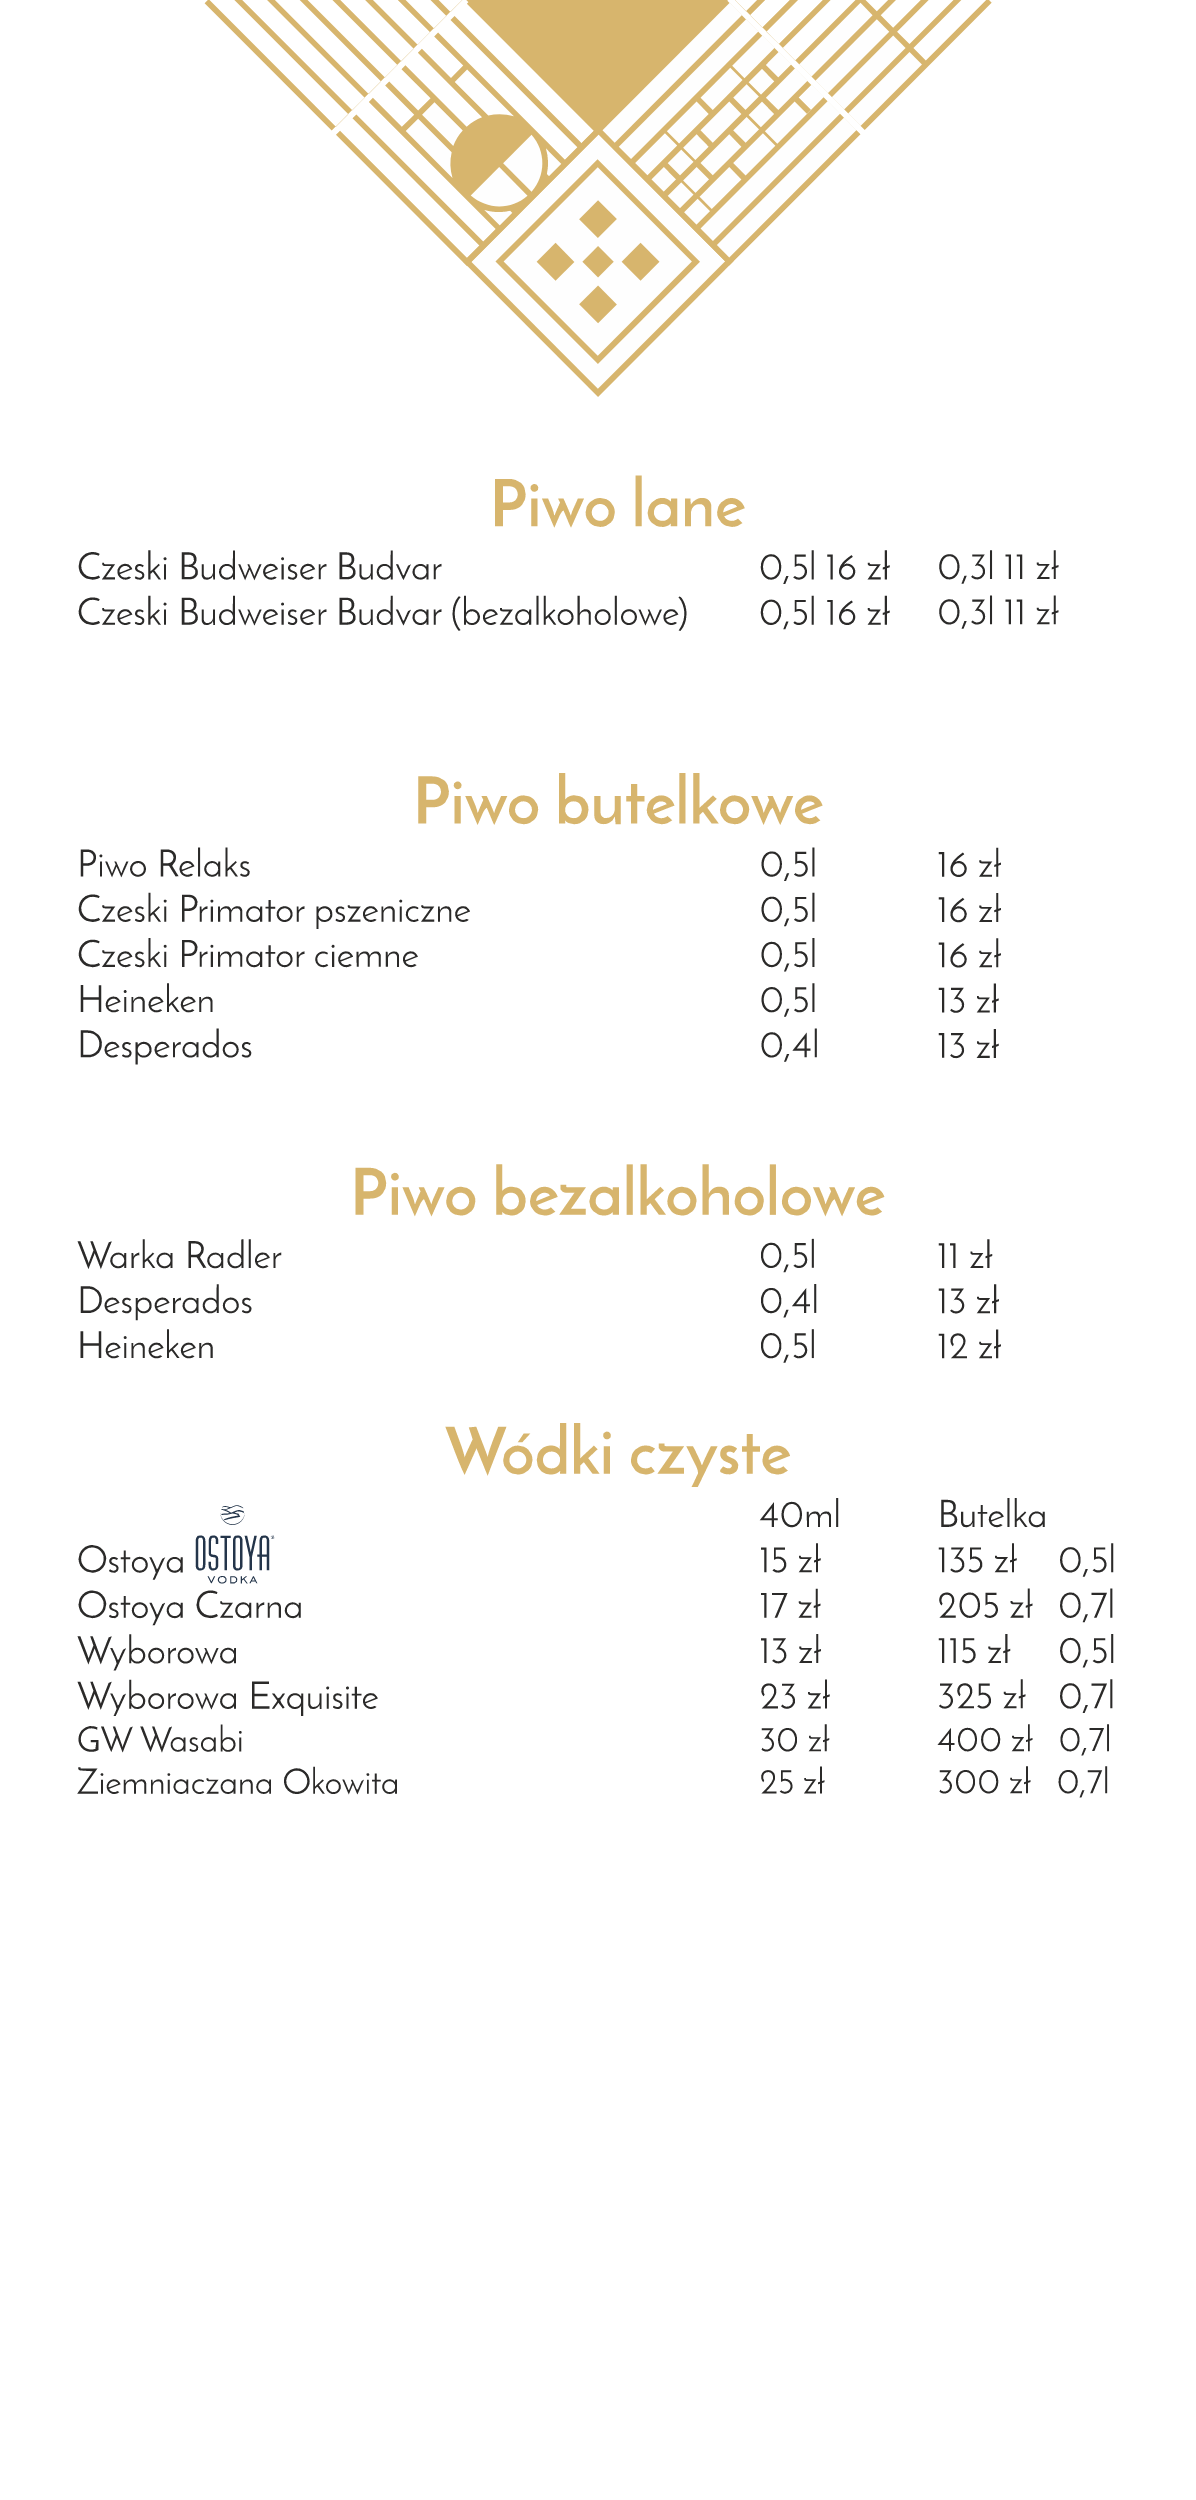 Piwo lane
Czeski Budweiser Budvar 0,5l 16 zł 0,3l 11 zł
Czeski Budweiser Budvar (bezalkoholowe) 0,5l 16 zł 0,3l 11 zł
Piwo butelkowe
Piwo Relaks 0,5l 16 zł
Czeski Primator pszeniczne 0,5l 16 zł
Czeski Primator ciemne 0,5l 16 zł
Heineken 0,5l 13 zł
Desperados 0,4l 13 zł
Piwo bezalkoholowe
Warka Radler 0,5l 11 zł
Desperados 0,4l 13 zł
Heineken 0,5l 12 zł
Wódki czyste
40ml Butelka
Ostoya OSTOYA VODKA 15 zł 135 zł 0,5l
Ostoya Czarna 17 zł 205 zł 0,7l
Wyborowa 13 zł 115 zł 0,5l
Wyborowa Exquisite 23 zł 325 zł 0,7l
GW Wasabi 30 zł 400 zł 0,7l
Ziemniaczana Okowita 25 zł 300 zł 0,7l